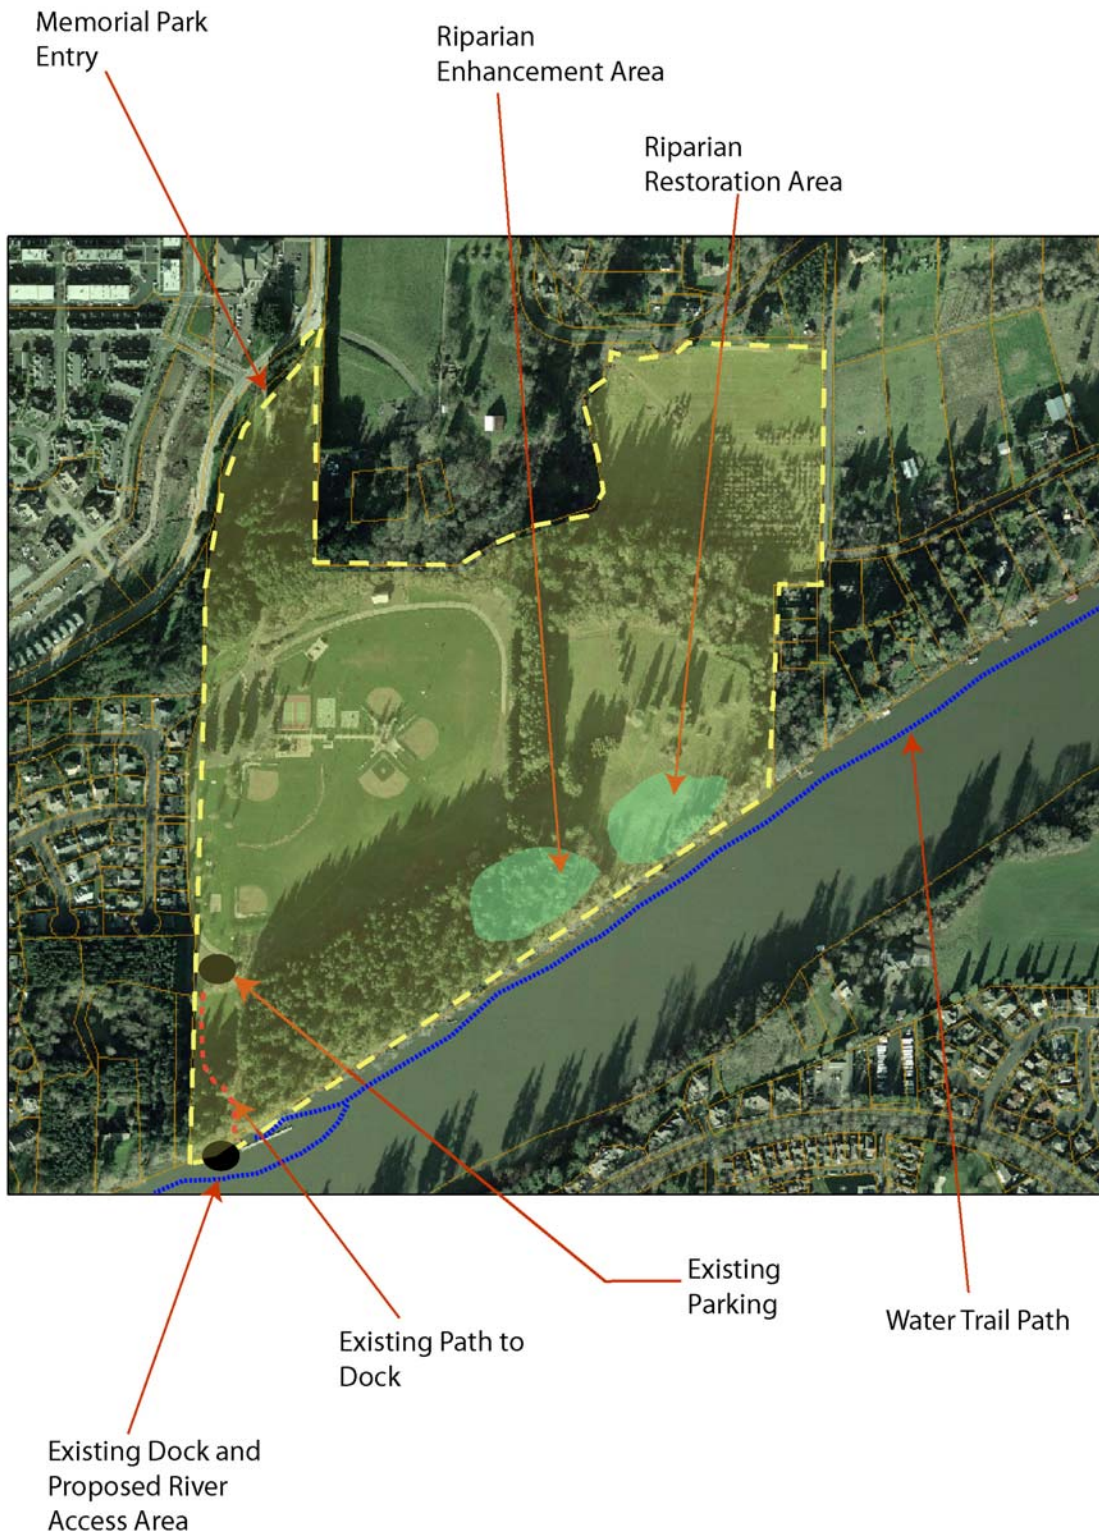 Memorial Park
Entry
Riparian
Enhancement Area
Riparian
Restoration Area
Existing
Parking
Water Trail Path
Existing Path to
Dock
Existing Dock and
Proposed River
Access Area